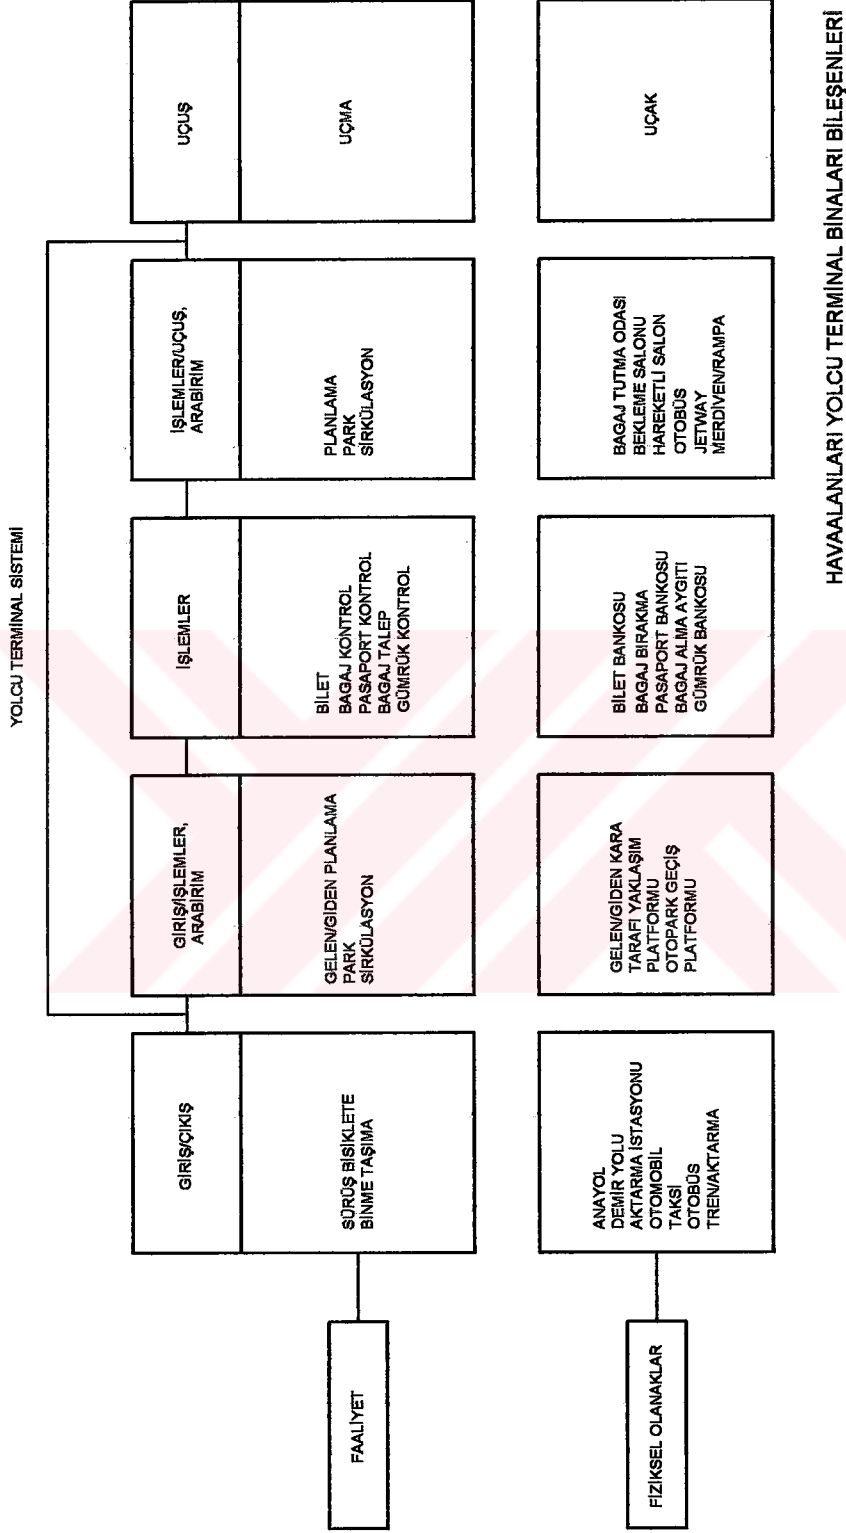 YOLCU TERMİNAL SİSTEMİ
GİRİŞ/ÇIKIŞ
GİRİŞ/İŞLEMLER,
ARABİRİM
İŞLEMLER
İŞLEMLER/UÇUŞ,
ARABİRİM
UÇUŞ
FAALİYET
SÜRÜŞ BİSİKLETE
BİNME TAŞIMA
GELEN/GİDEN PLANLAMA
PARK
SİRKÜLASYON
BİLET
BAGAJ KONTROL
PASAPORT KONTROL
BAGAJ TALEP
GÜMRÜK KONTROL
PLANLAMA
PARK
SİRKÜLASYON
UÇMA
FİZİKSEL OLANAKLAR
ANAYOL
DEMİR YOLU
AKTARMA İSTASYONU
OTOMOBİL
TAKSİ
OTOBÜS
TREN/AKTARMA
GELEN/GİDEN KARA
TARAFI YAKLAŞIM
PLATFORMU
OTOPARK GEÇİŞ
PLATFORMU
BİLET BANKOSU
BAGAJ BIRAKMA
PASAPORT BANKOSU
BAGAJ ALMA AYGITI
GÜMRÜK BANKOSU
BAGAJ TUTMA ODASI
BEKLEME SALONU
HAREKETLİ SALON
OTOBÜS
JETWAY
MERDİVEN/RAMPA
UÇAK
HAVAALANLARI YOLCU TERMİNAL BİNALARI BİLEŞENLERİ